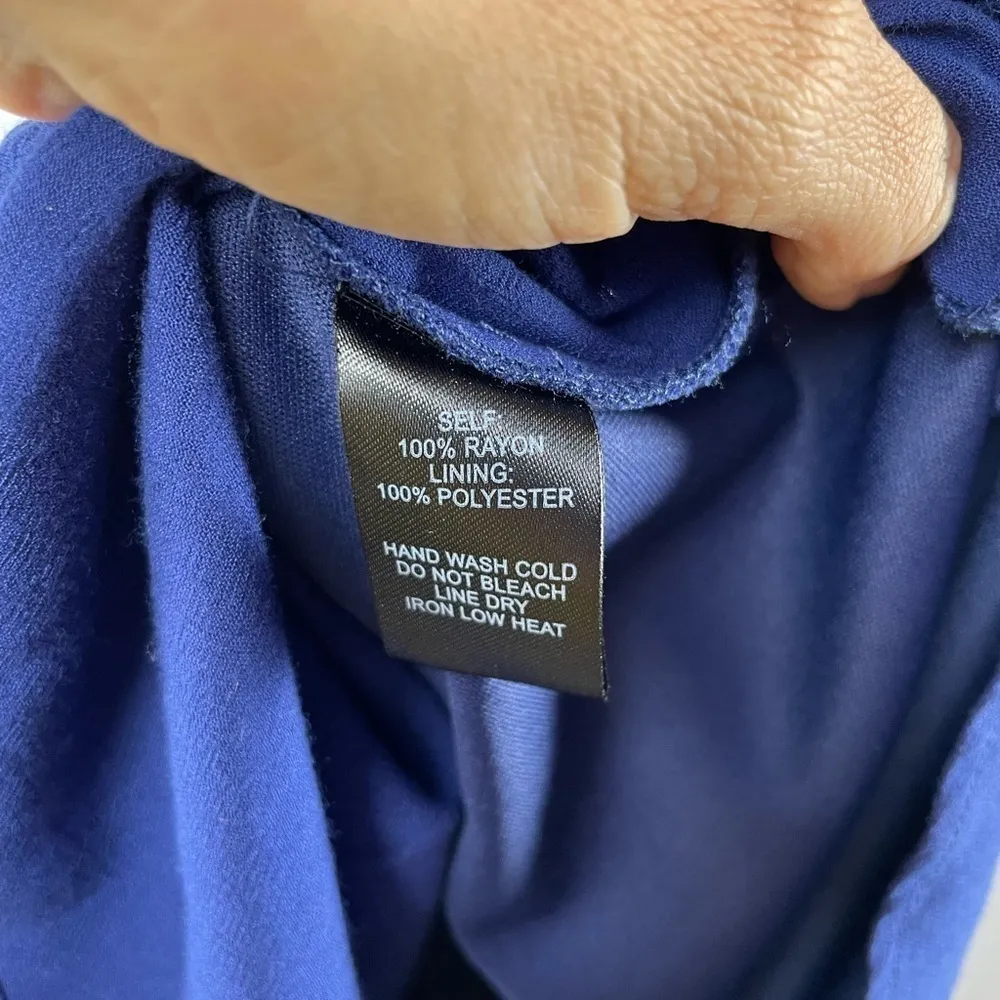 SELF:
100% RAYON
LINING:
100% POLYESTER
HAND WASH COLD
DO NOT BLEACH
LINE DRY
IRON LOW HEAT